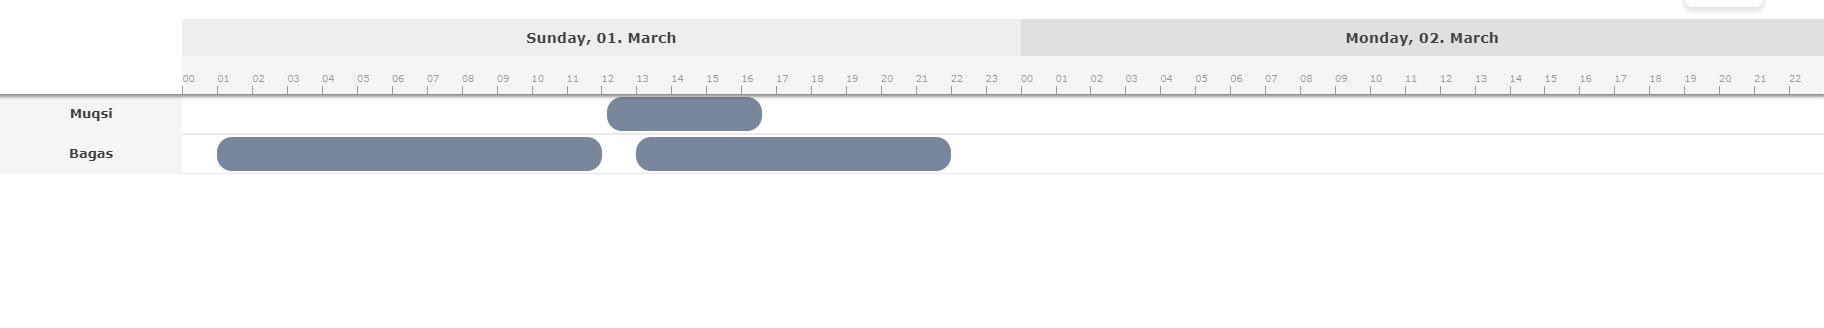 Sunday, 01. March Monday, 02. March
00 01 02 03 04 05 06 07 08 09 10 11 12 13 14 15 16 17 18 19 20 21 22 23 00 01 02 03 04 05 06 07 08 09 10 11 12 13 14 15 16 17 18 19 20 21 22
Muqsi
Bagas